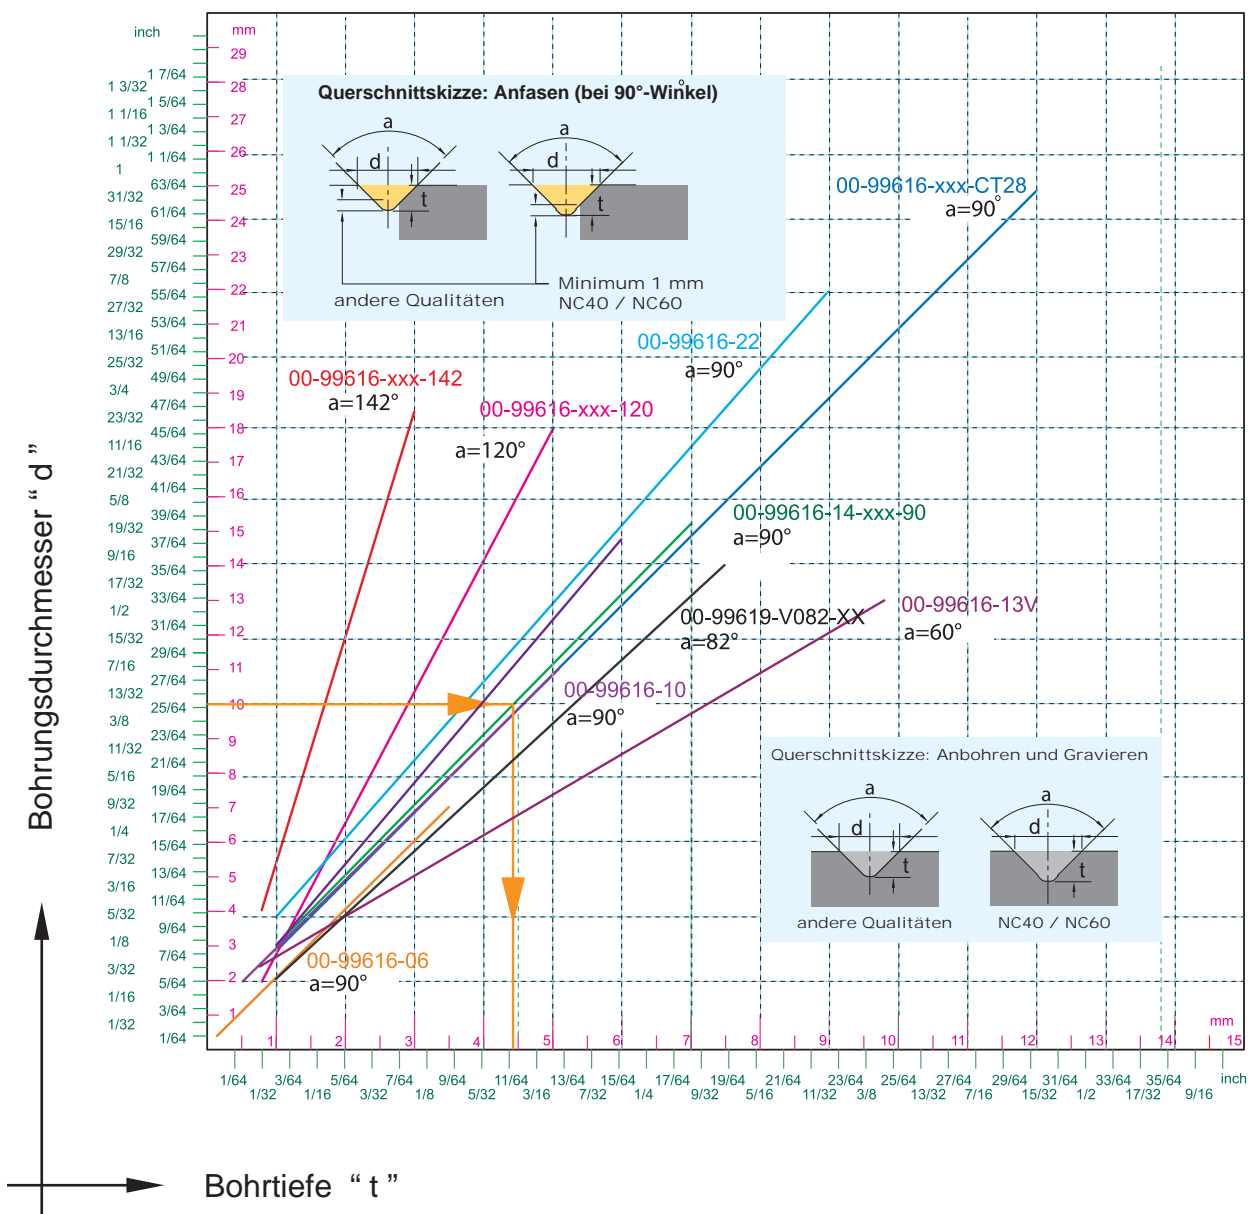 inch
mm
29
28
27
26
25
24
23
22
21
20
19
18
17
16
15
14
13
12
11
10
9
8
7
6
5
4
3
2
1
1 3/32
1 1/16
1 1/32
1
31/32
15/16
29/32
7/8
27/32
13/16
25/32
3/4
23/32
11/16
21/32
5/8
19/32
9/16
17/32
1/2
15/32
7/16
13/32
3/8
11/32
5/16
9/32
1/4
7/32
3/16
5/32
1/8
3/32
1/16
1/32
1 7/64
1 5/64
1 3/64
1 1/64
63/64
61/64
59/64
57/64
55/64
53/64
51/64
49/64
47/64
45/64
43/64
41/64
39/64
37/64
35/64
33/64
31/64
29/64
27/64
25/64
23/64
21/64
19/64
17/64
15/64
13/64
11/64
9/64
7/64
5/64
3/64
1/64
Querschnittskizze: Anfasen (bei 90°-Winkel)
a
d
t
a
d
t
andere Qualitäten
Minimum 1 mm
NC40 / NC60
00-99616-xxx-CT28
a=90°
00-99616-22
a=90°
00-99616-xxx-142
a=142°
00-99616-xxx-120
a=120°
00-99616-14-xxx-90
a=90°
00-99619-V082-XX
a=82°
00-99616-13V
a=60°
00-99616-10
a=90°
00-99616-06
a=90°
Querschnittskizze: Anbohren und Gravieren
a
d
t
a
d
t
andere Qualitäten
NC40 / NC60
mm
1 2 3 4 5 6 7 8 9 10 11 12 13 14 15
1/64 3/64 5/64 7/64 9/64 11/64 13/64 15/64 17/64 19/64 21/64 23/64 25/64 27/64 29/64 31/64 33/64 35/64 inch
1/32 1/16 3/32 1/8 5/32 3/16 7/32 1/4 9/32 5/16 11/32 3/8 13/32 7/16 15/32 1/2 17/32 9/16
Bohrungsdurchmesser “ d ”
Bohrtiefe “ t ”